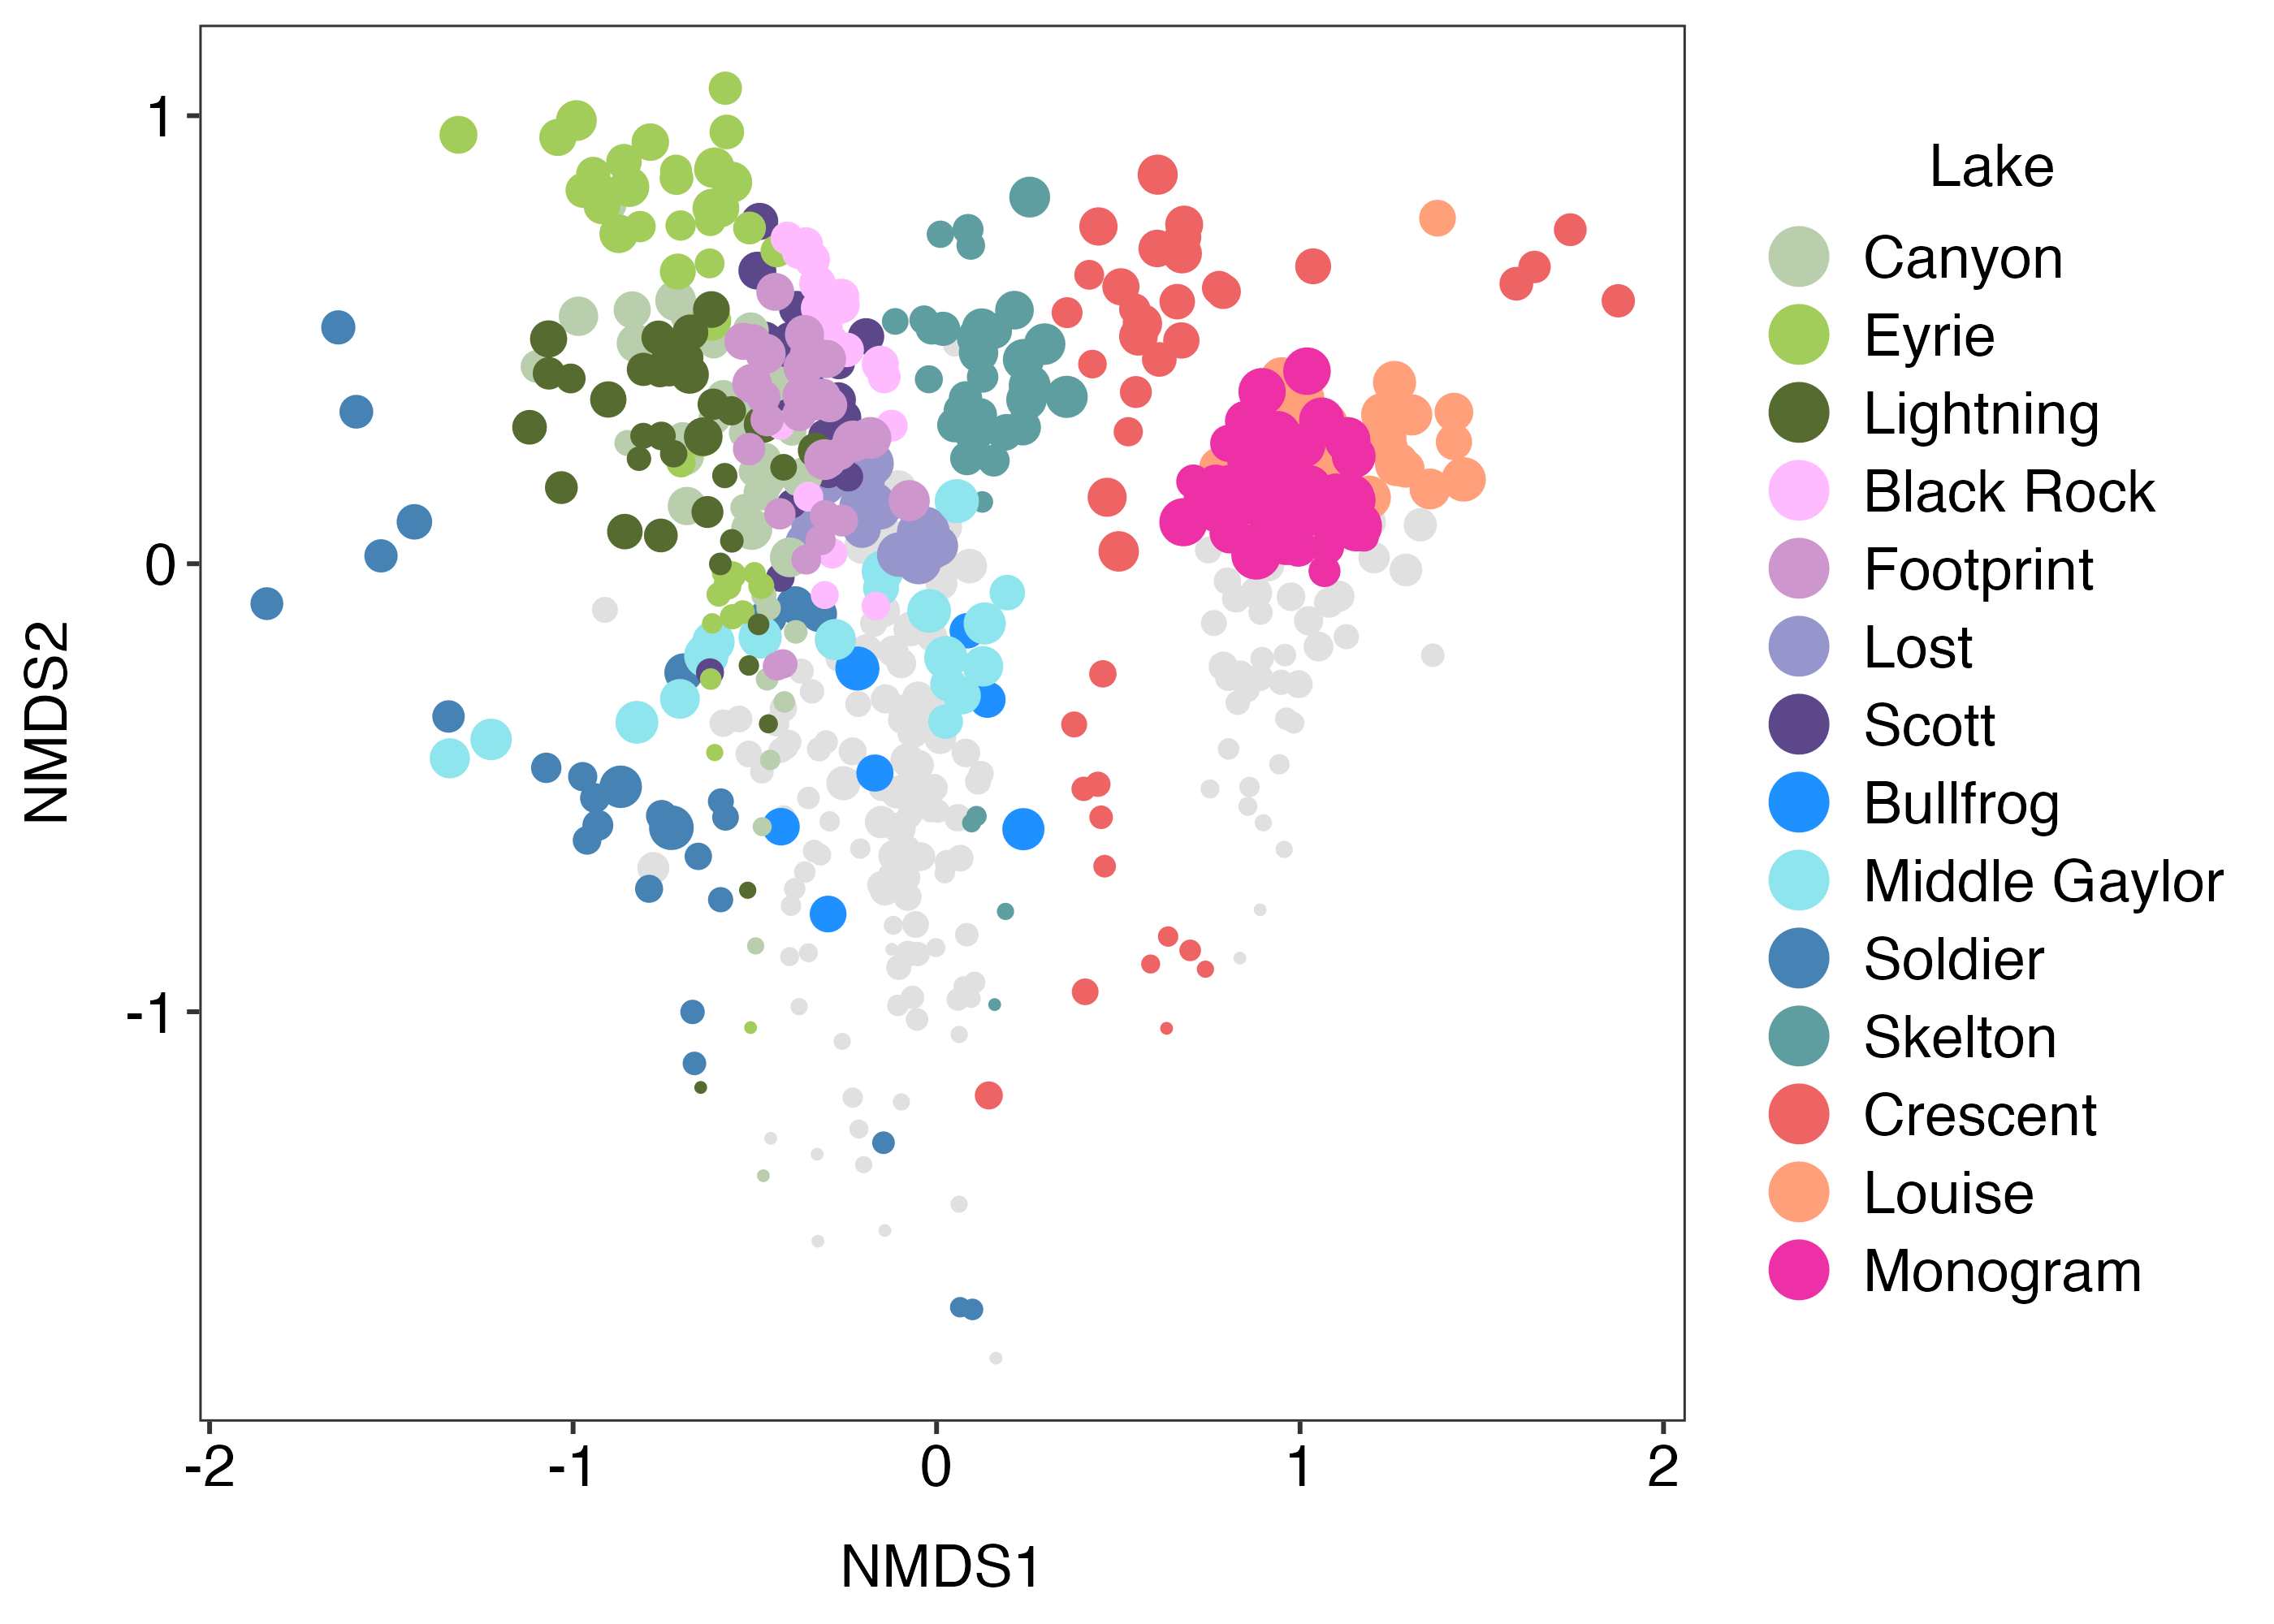 1
0
-1
NMDS2
-2
-1
0
1
2
NMDS1
Lake
Canyon
Eyrie
Lightning
Black Rock
Footprint
Lost
Scott
Bullfrog
Middle Gaylor
Soldier
Skelton
Crescent
Louise
Monogram